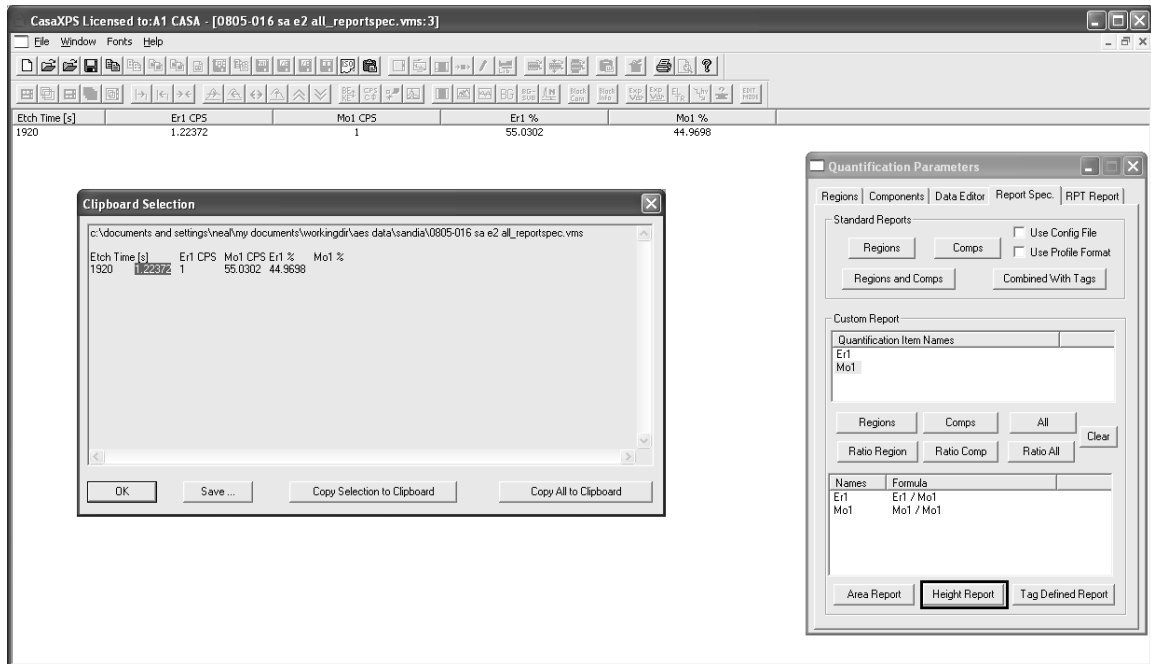 CasaXPS Licensed to:A1 CASA - [0805-016 sa e2 all_reportspec.vms:3]
File Window Fonts Help
Etch Time [s] Er1 CPS Mo1 CPS Er1 % Mo1 %
1920 1.22372 1 55.0302 44.9698
Clipboard Selection
c:\documents and settings\neal\my documents\workingdir\aes data\sandia\0805-016 sa e2 all_reportspec.vms
Etch Time [s] Er1 CPS Mo1 CPS Er1 % Mo1 %
1920 1.22372 1 55.0302 44.9698
OK Save ... Copy Selection to Clipboard Copy All to Clipboard
Quantification Parameters
Regions Components Data Editor Report Spec. RPT Report
Standard Reports
Use Config File
Regions Comps Use Profile Format
Regions and Comps Combined With Tags
Custom Report
Quantification Item Names
Er1
Mo1
Regions Comps All
Clear
Ratio Region Ratio Comp Ratio All
Names Formula
Er1 Er1 / Mo1
Mo1 Mo1 / Mo1
Area Report Height Report Tag Defined Report